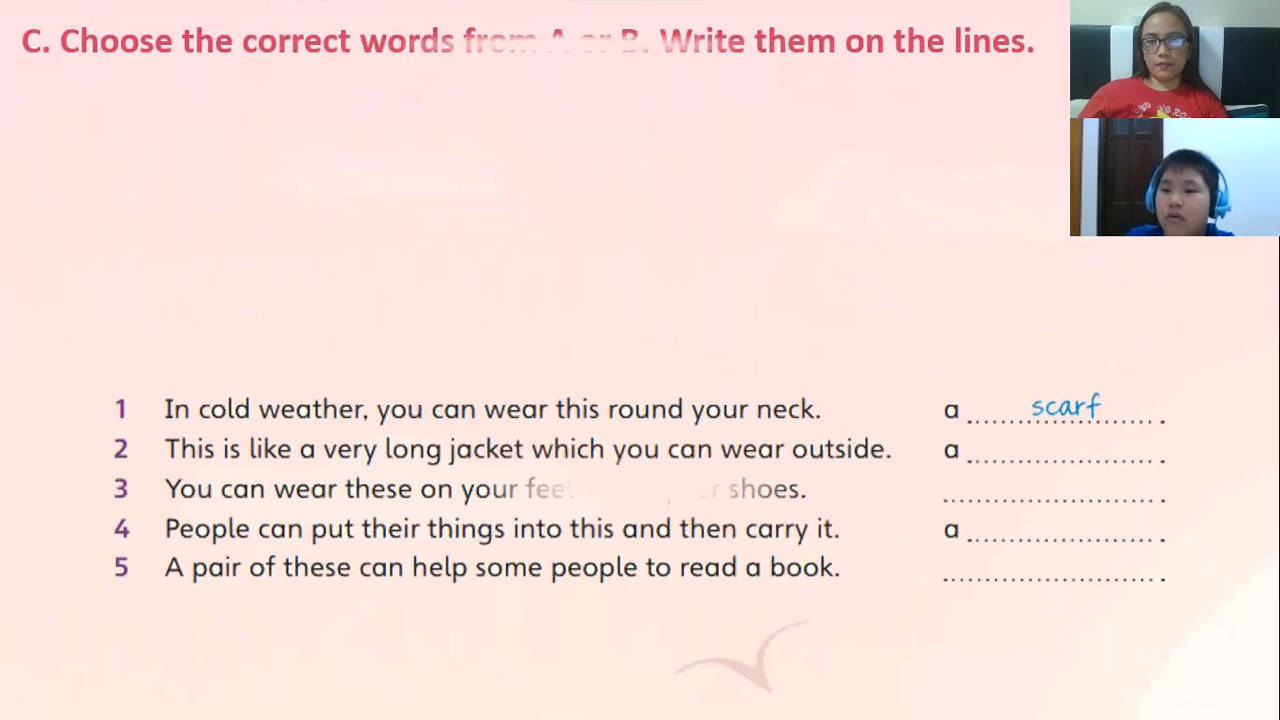 C. Choose the correct words from A or B. Write them on the lines.
1 In cold weather, you can wear this round your neck. a scarf.
2 This is like a very long jacket which you can wear outside. a .
3 You can wear these on your shoes. .
4 People can put their things into this and then carry it. a .
5 A pair of these can help some people to read a book. .